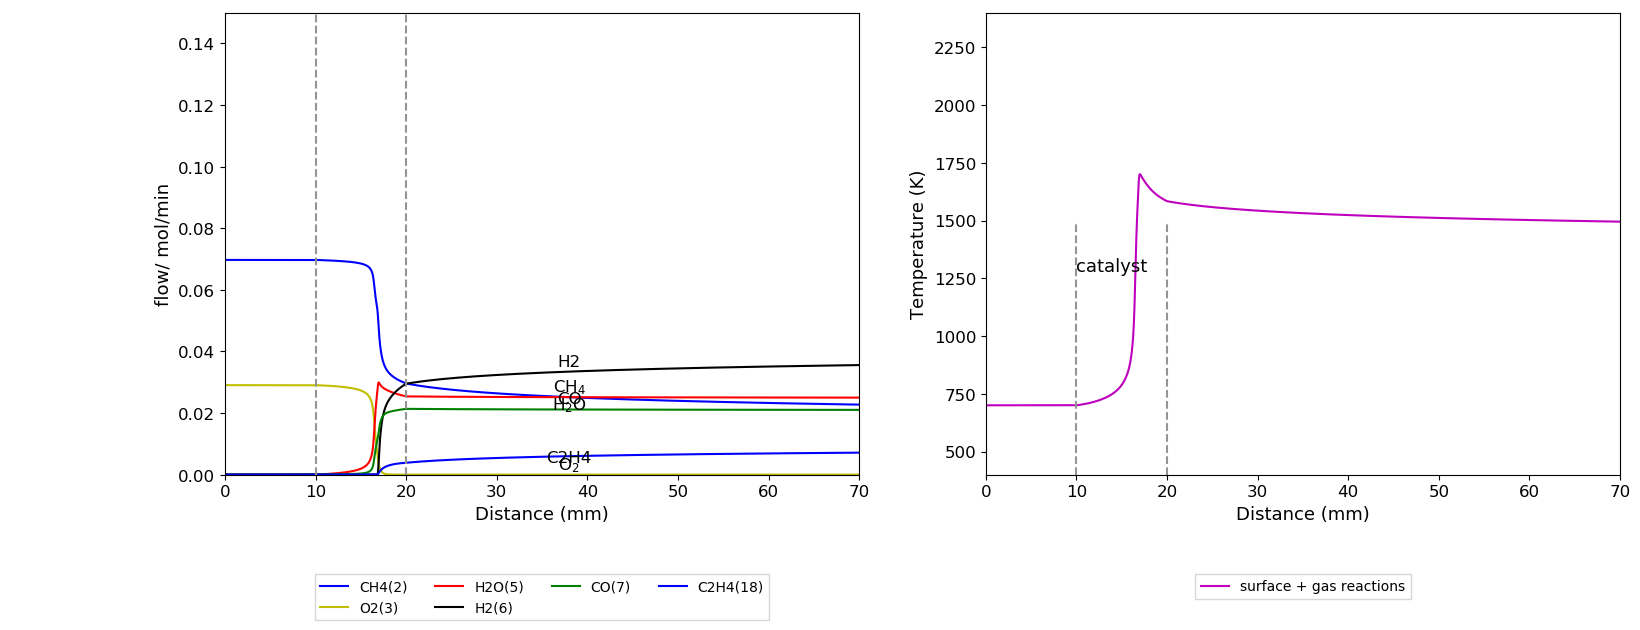 0.14
0.12
0.10
0.08
0.06
0.04
0.02
0.00
flow/ mol/min
H2
CH₄
CO
H₂O
C2H4
O₂
0 10 20 30 40 50 60 70
Distance (mm)
CH4(2) H2O(5) CO(7) C2H4(18)
O2(3) H2(6)
2250
2000
1750
1500
1250
1000
750
500
Temperature (K)
catalyst
0 10 20 30 40 50 60 70
Distance (mm)
surface + gas reactions